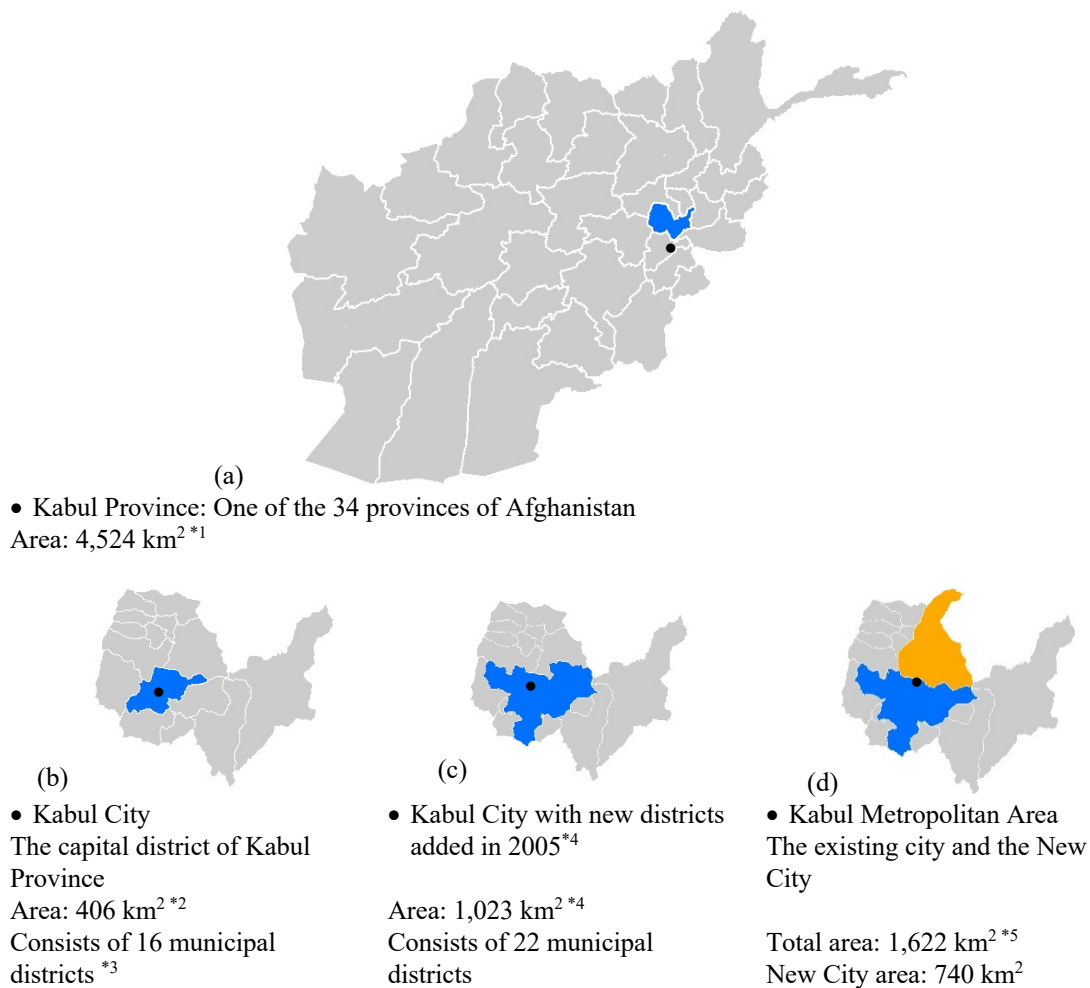 (a)
• Kabul Province: One of the 34 provinces of Afghanistan
Area: 4,524 km² *1
(b)
• Kabul City
The capital district of Kabul
Province
Area: 406 km² *2
Consists of 16 municipal
districts *3
(c)
• Kabul City with new districts
added in 2005*4
Area: 1,023 km² *4
Consists of 22 municipal
districts
(d)
• Kabul Metropolitan Area
The existing city and the New
City
Total area: 1,622 km² *5
New City area: 740 km²